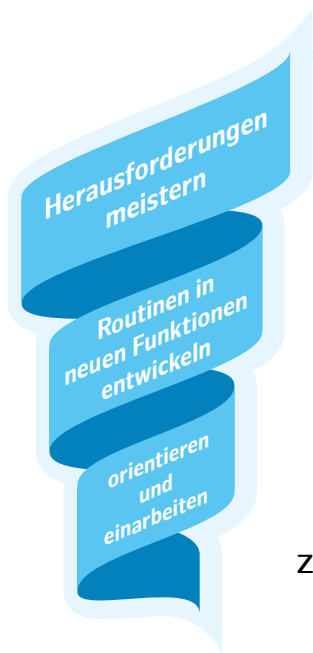 Herausforderungen
meistern
Routinen in
neuen Funktionen
entwickeln
orientieren
und
einarbeiten
z